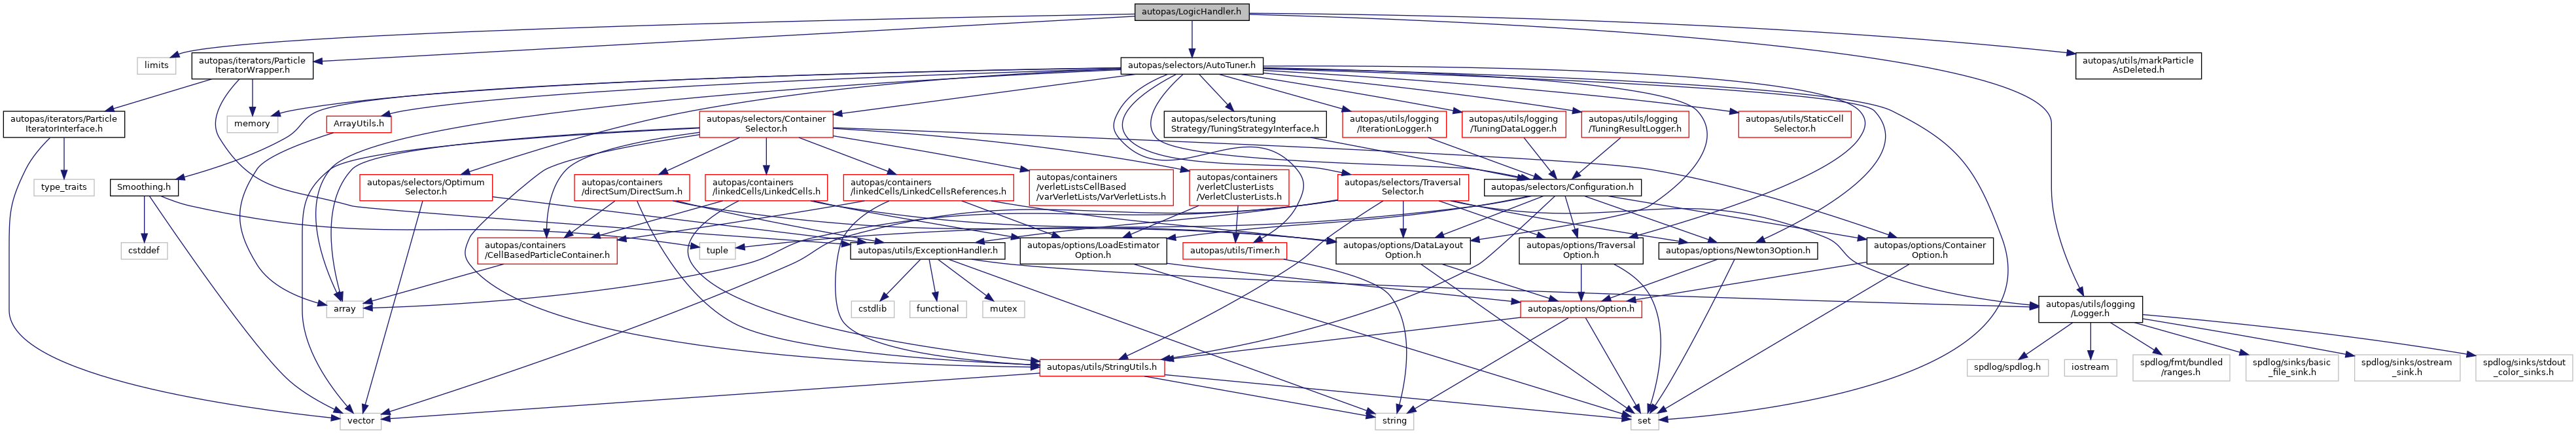 autopas/LogicHandler.h
limits
autopas/iterators/Particle
IteratorWrapper.h
autopas/selectors/AutoTuner.h
autopas/utils/markParticle
AsDeleted.h
autopas/iterators/Particle
IteratorInterface.h
memory
ArrayUtils.h
autopas/selectors/Container
Selector.h
autopas/selectors/tuning
Strategy/TuningStrategyInterface.h
autopas/utils/logging
/IterationLogger.h
autopas/utils/logging
/TuningDataLogger.h
autopas/utils/logging
/TuningResultLogger.h
autopas/utils/StaticCell
Selector.h
type_traits
Smoothing.h
autopas/selectors/Optimum
Selector.h
autopas/containers
/directSum/DirectSum.h
autopas/containers
/linkedCells/LinkedCells.h
autopas/containers
/linkedCells/LinkedCellsReferences.h
autopas/containers
/verletListsCellBased
/varVerletLists/VarVerletLists.h
autopas/containers
/verletClusterLists
/VerletClusterLists.h
autopas/selectors/Traversal
Selector.h
autopas/selectors/Configuration.h
cstddef
autopas/containers
/CellBasedParticleContainer.h
tuple
autopas/utils/ExceptionHandler.h
autopas/options/LoadEstimator
Option.h
autopas/utils/Timer.h
autopas/options/DataLayout
Option.h
autopas/options/Traversal
Option.h
autopas/options/Newton3Option.h
autopas/options/Container
Option.h
array
cstdlib
functional
mutex
autopas/options/Option.h
autopas/utils/logging
/Logger.h
autopas/utils/StringUtils.h
spdlog/spdlog.h
iostream
spdlog/fmt/bundled
/ranges.h
spdlog/sinks/basic
_file_sink.h
spdlog/sinks/ostream
_sink.h
spdlog/sinks/stdout
_color_sinks.h
vector
string
set